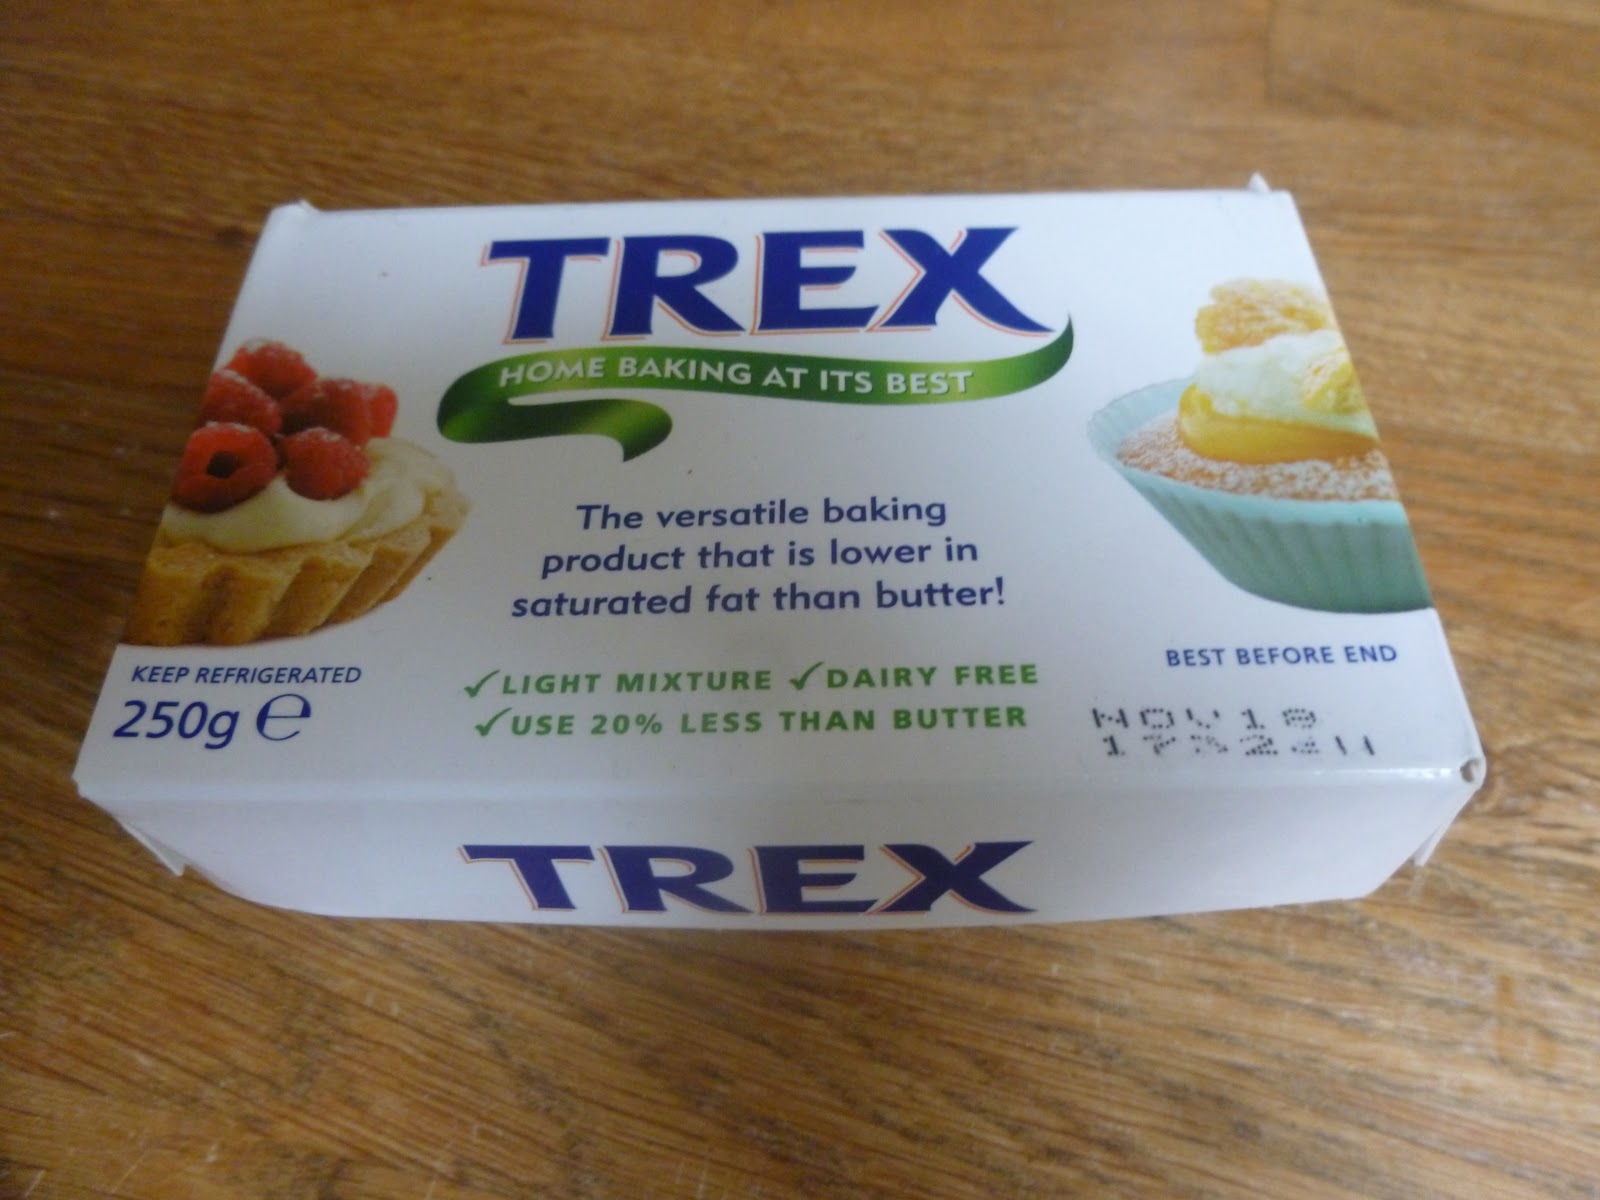 TREX
HOME BAKING AT ITS BEST
The versatile baking
product that is lower in
saturated fat than butter!
KEEP REFRIGERATED
250g ℮
✓LIGHT MIXTURE ✓DAIRY FREE
✓USE 20% LESS THAN BUTTER
BEST BEFORE END
NOV
TREX